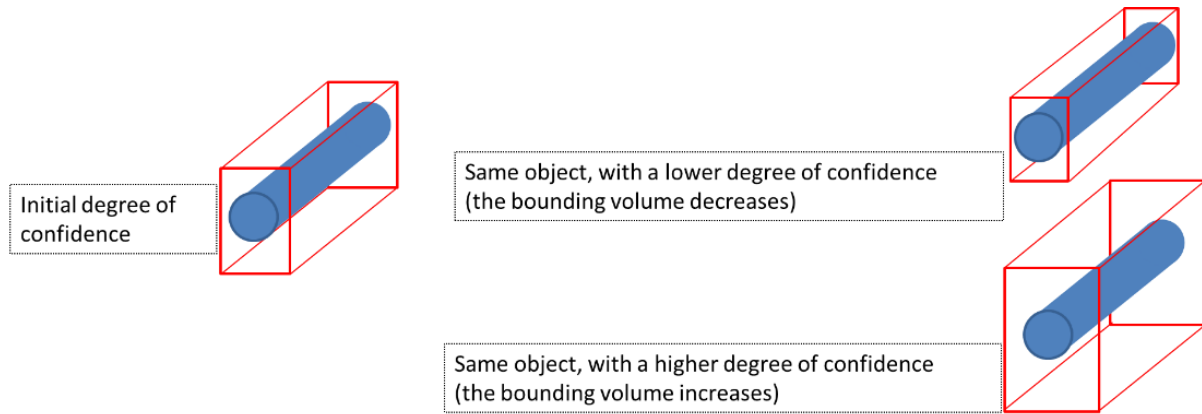 Initial degree of
confidence
Same object, with a lower degree of confidence
(the bounding volume decreases)
Same object, with a higher degree of confidence
(the bounding volume increases)